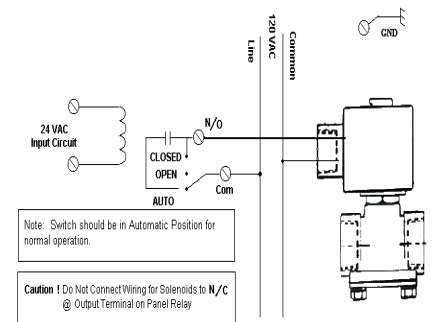 GND
120 VAC
Line
Common
N/O
24 VAC
Input Circuit
CLOSED
OPEN
AUTO
Com
Note: Switch should be in Automatic Position for
normal operation.
Caution ! Do Not Connect Wiring for Solenoids to N/C
@ Output Terminal on Panel Relay